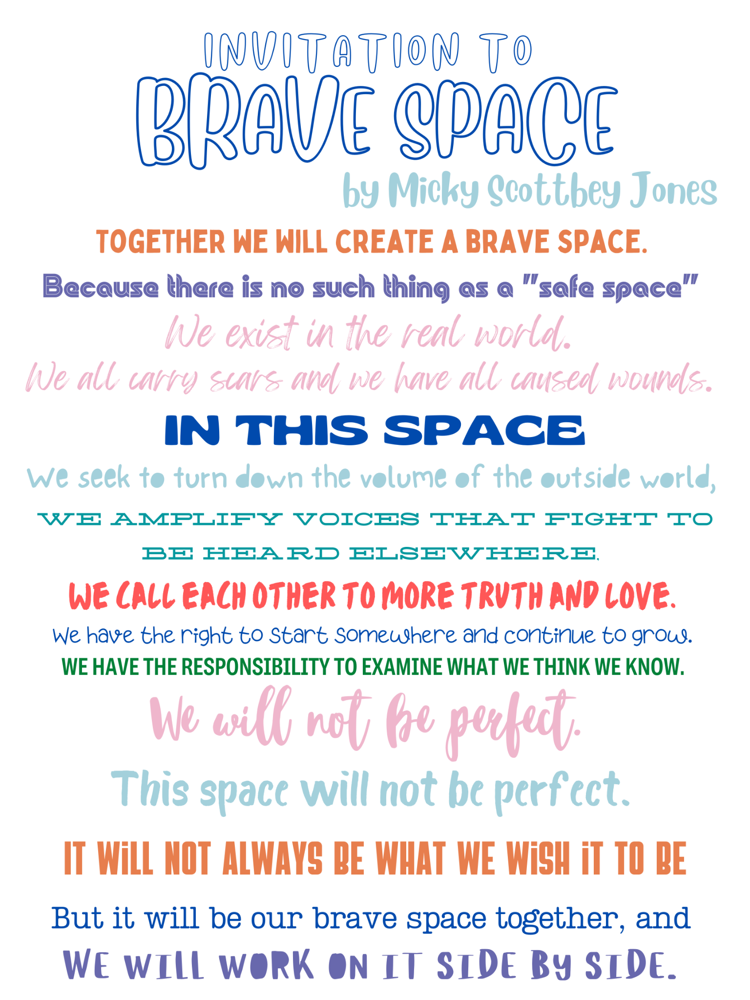 INVITATION TO
BRAVE SPACE
by Micky Scottbey Jones
TOGETHER WE WILL CREATE A BRAVE SPACE.
Because there is no such thing as a "safe space"
We exist in the real world.
We all carry scars and we have all caused wounds.
IN THIS SPACE
We seek to turn down the volume of the outside world,
WE AMPLIFY VOICES THAT FIGHT TO
BE HEARD ELSEWHERE,
WE CALL EACH OTHER TO MORE TRUTH AND LOVE.
We have the right to start somewhere and continue to grow.
WE HAVE THE RESPONSIBILITY TO EXAMINE WHAT WE THINK WE KNOW.
We will not be perfect.
This space will not be perfect.
IT WiLL NOT ALWAYS BE WHAT WE WiSH iT TO BE
But it will be our brave space together, and
WE WILL WORK ON IT SIDE BY SIDE.